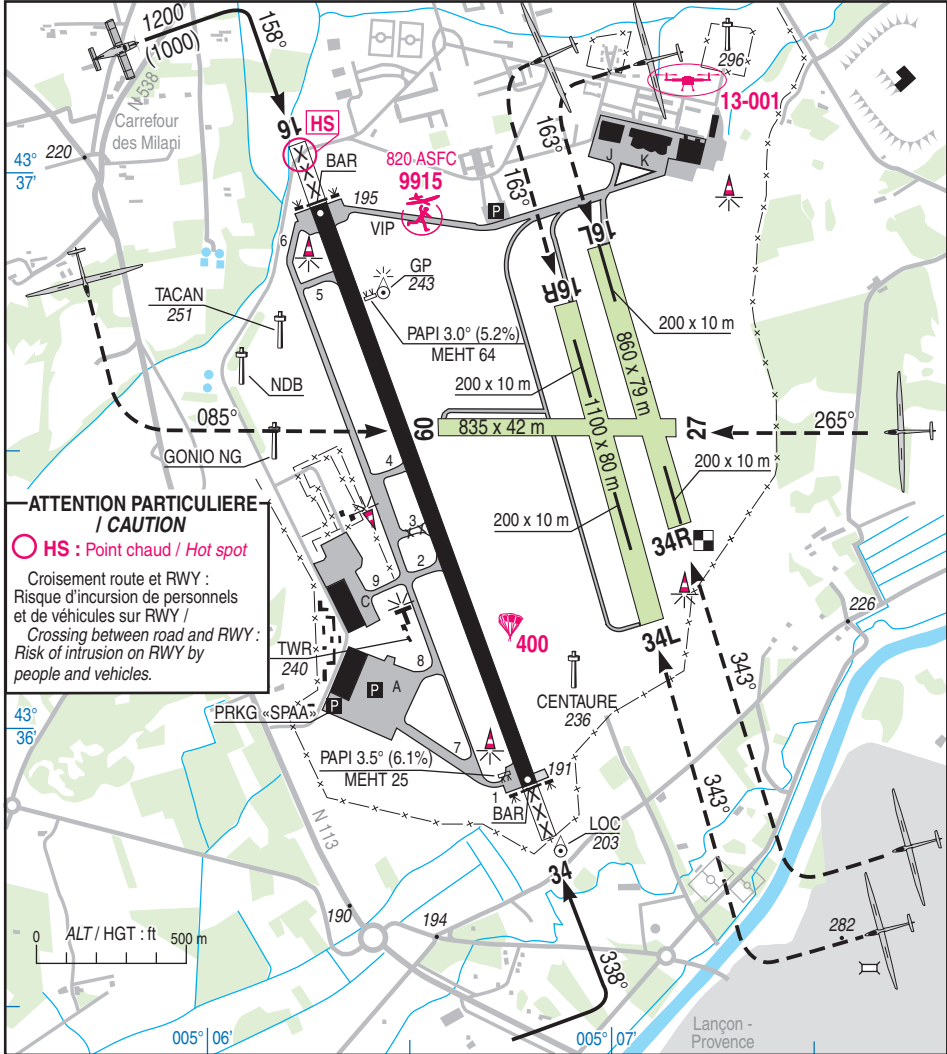 1200
(1000)
158°
N 538
Carrefour
des Milani
220
43°
37'
16
HS
BAR
195
820 ASFC
9915
VIP
P
296
13-001
J
K
163°
163°
16L
16R
6
5
GP
243
TACAN
251
PAPI 3.0° (5.2%)
MEHT 64
NDB
200 x 10 m
200 x 10 m
860 x 79 m
1100 x 80 m
085°
09
835 x 42 m
27
265°
GONIO NG
4
200 x 10 m
200 x 10 m
3
2
9
C
34R
ATTENTION PARTICULIERE
/ CAUTION
HS : Point chaud / Hot spot
Croisement route et RWY :
Risque d'incursion de personnels
et de véhicules sur RWY /
Crossing between road and RWY :
Risk of intrusion on RWY by
people and vehicles.
TWR
240
8
A
P
P
400
34L
226
CENTAURE
236
343°
343°
PRKG «SPAA»
43°
36'
7
PAPI 3.5° (6.1%)
MEHT 25
1
191
BAR
LOC
203
34
N 113
190
194
282
0
ALT / HGT : ft
500 m
338°
005° 06'
005° 07'
Lançon -
Provence